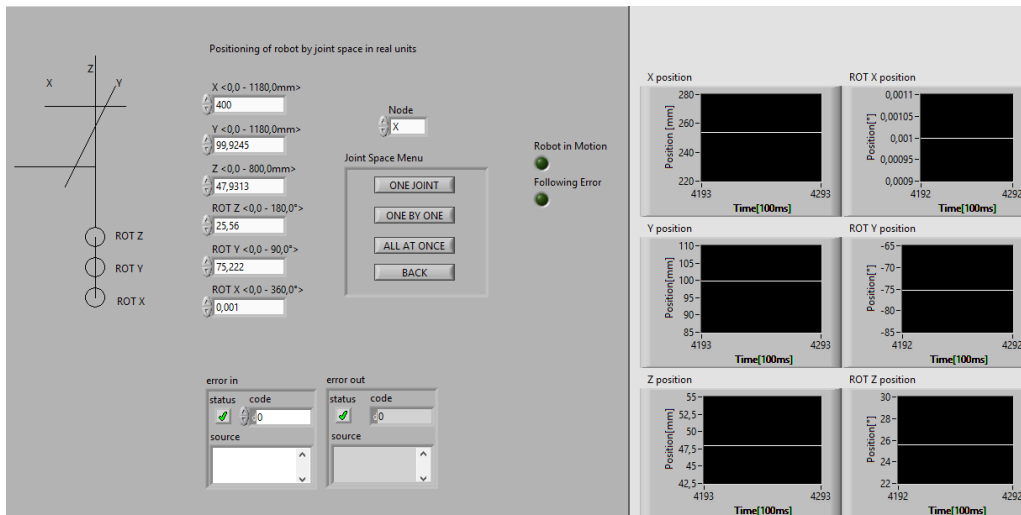 Positioning of robot by joint space in real units
Z
X
Y
ROT Z
ROT Y
ROT X
X <0,0 - 1180,0mm>
400
Y <0,0 - 1180,0mm>
99,9245
Z <0,0 - 800,0mm>
47,9313
ROT Z <0,0 - 180,0°>
25,56
ROT Y <0,0 - 90,0°>
75,222
ROT X <0,0 - 360,0°>
0,001
Node
X
Joint Space Menu
ONE JOINT
ONE BY ONE
ALL AT ONCE
BACK
Robot in Motion
Following Error
error in
status code
0
source
error out
status code
0
source
X position
Position [mm]
280
260
240
220
4193 4293
Time[100ms]
ROT X position
Position[°]
0,0011
0,00105
0,001
0,00095
0,0009
4192 4292
Time[100ms]
Y position
Position[mm]
110
105
100
95
90
85
4193 4293
Time[100ms]
ROT Y position
Position[°]
-65
-70
-75
-80
-85
4192 4292
Time[100ms]
Z position
Position[mm]
55
52,5
50
47,5
45
42,5
4193 4293
Time[100ms]
ROT Z position
Position[°]
30
28
26
24
22
4192 4292
Time[100ms]